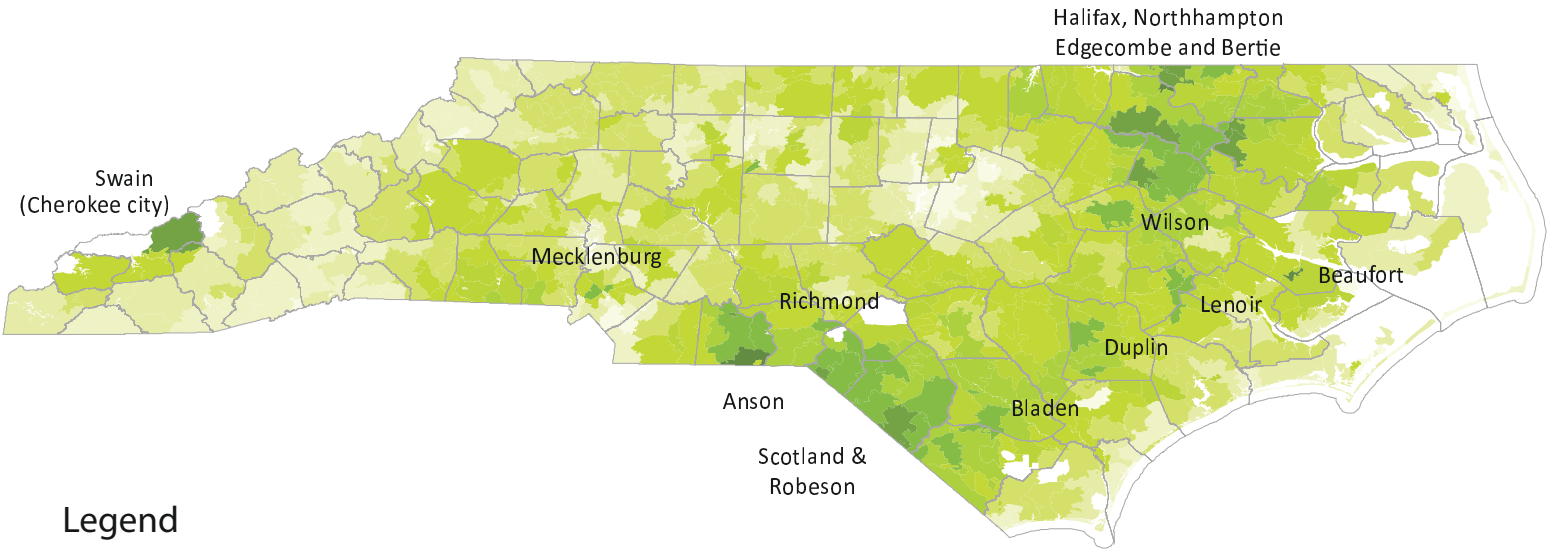 Halifax, Northhampton
Edgecombe and Bertie
Swain
(Cherokee city)
Wilson
Mecklenburg
Beaufort
Richmond
Lenoir
Duplin
Anson
Bladen
Scotland &
Robeson
Legend